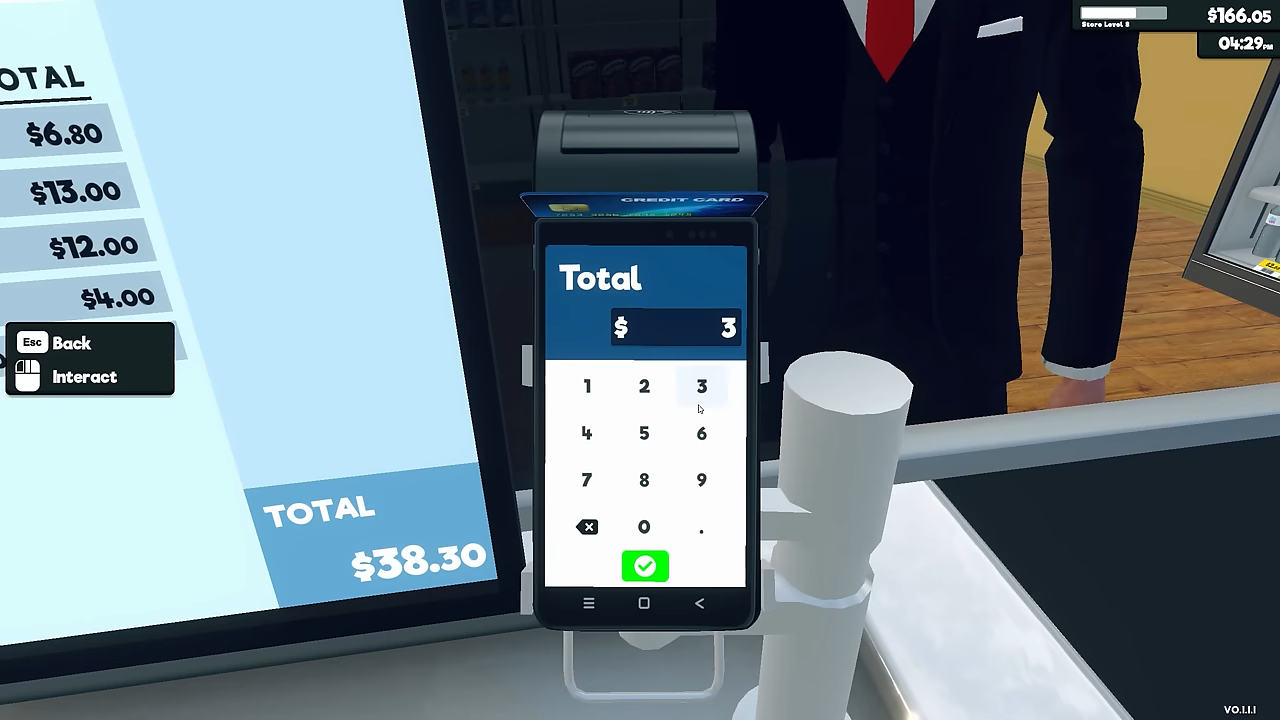 $166.05
Store Level 8
04:29PM
OTAL
$6.80
$13.00
$12.00
$4.00
Esc Back
Interact
TOTAL
$38.30
CREDIT CARD
Total
$ 3
1 2 3
4 5 6
7 8 9
0 .
V0.1.1.1